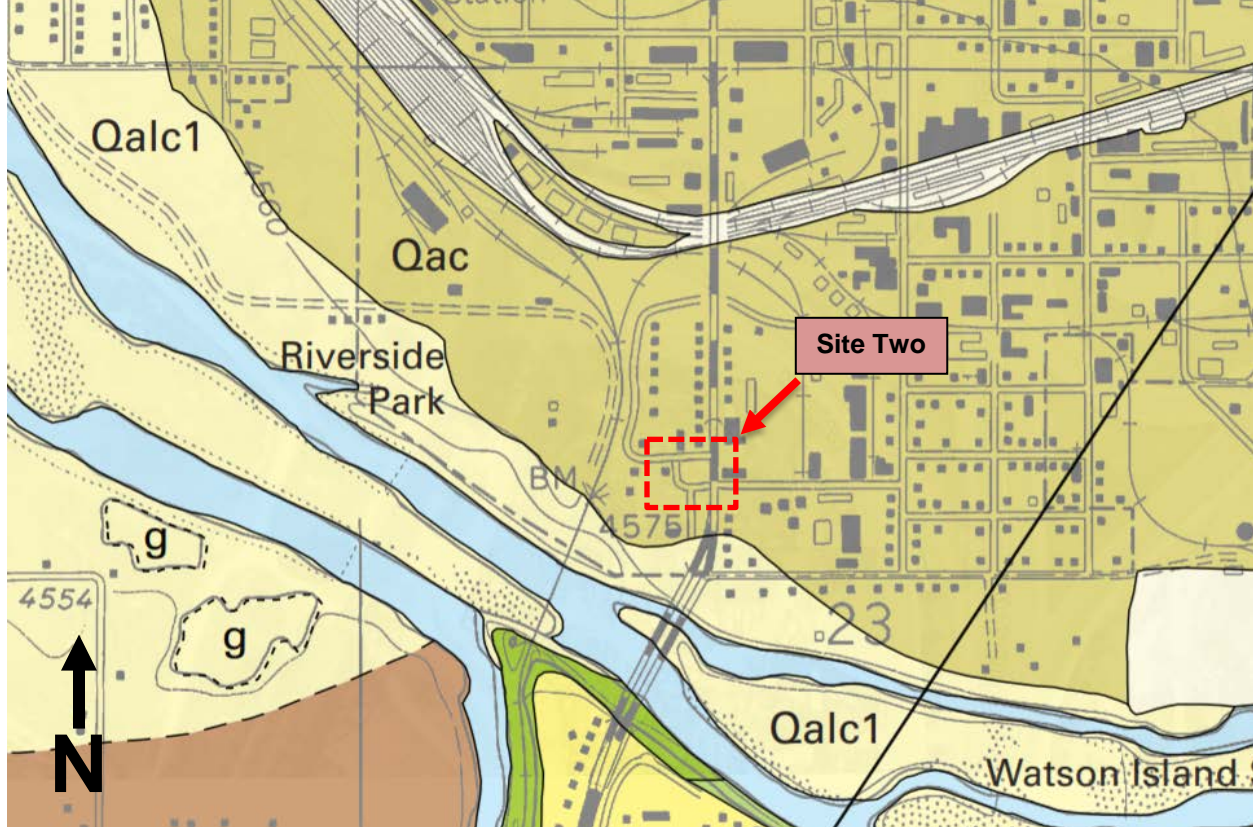 Station
Qalc1
4560
Qac
Site Two
Riverside
Park
BM
4575
g
4554
g
23
N
Qalc1
Watson Island